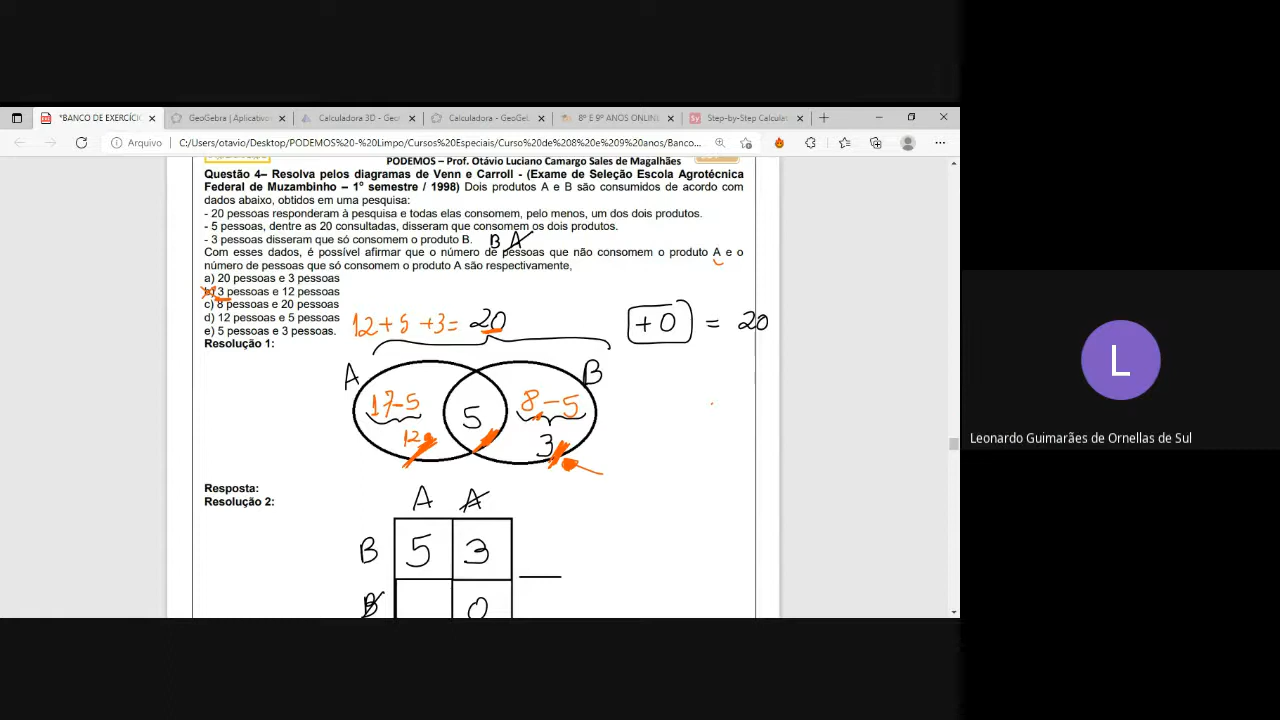 *BANCO DE EXERCÍCI
GeoGebra | Aplicativo
Calculadora 3D - Geo
Calculadora - GeoGe
8º E 9º ANOS ONLINE
Step-by-Step Calculat
Arquivo | C:/Users/otavio/Desktop/PODEMOS%20-%20Limpo/Cursos%20Especiais/Curso%20de%208%20e%209%20anos/Banco...
PODEMOS – Prof. Otávio Luciano Camargo Sales de Magalhães
Questão 4– Resolva pelos diagramas de Venn e Carroll - (Exame de Seleção Escola Agrotécnica
Federal de Muzambinho – 1º semestre / 1998) Dois produtos A e B são consumidos de acordo com
dados abaixo, obtidos em uma pesquisa:
- 20 pessoas responderam à pesquisa e todas elas consomem, pelo menos, um dos dois produtos.
- 5 pessoas, dentre as 20 consultadas, disseram que consomem os dois produtos.
- 3 pessoas disseram que só consomem o produto B. B A
Com esses dados, é possível afirmar que o número de pessoas que não consomem o produto A e o
número de pessoas que só consomem o produto A são respectivamente,
a) 20 pessoas e 3 pessoas
b) 3 pessoas e 12 pessoas
c) 8 pessoas e 20 pessoas
d) 12 pessoas e 5 pessoas
e) 5 pessoas e 3 pessoas.
12 + 5 + 3 = 20
+ 0 = 20
Resolução 1:
A B
17 - 5 5 8 - 5
12 3
Resposta:
Resolução 2:
A A
B 5 3
B 0
L
Leonardo Guimarães de Ornellas de Sul